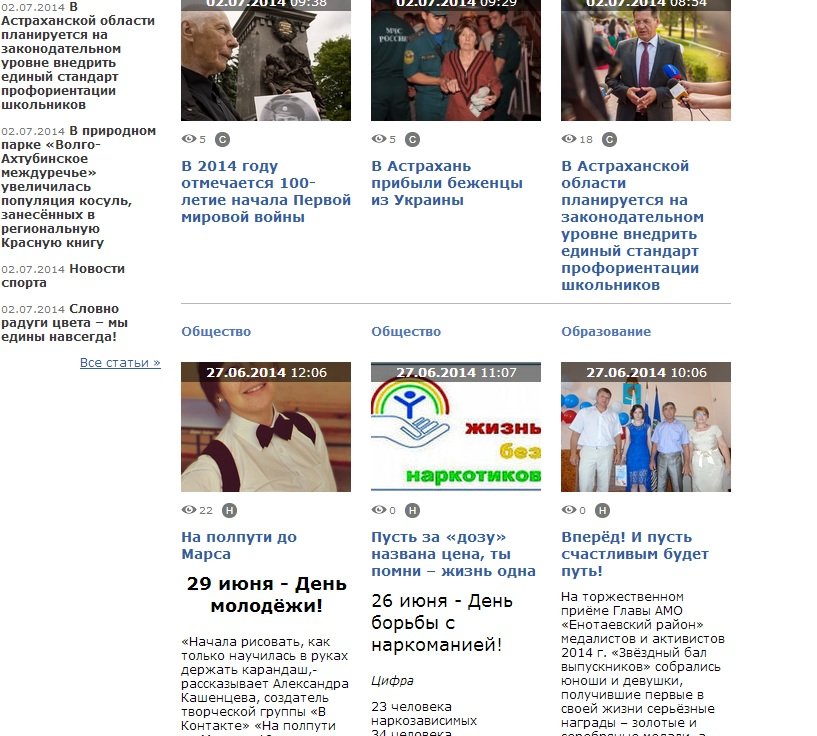 02.07.2014 В
Астраханской области
планируется на
законодательном
уровне внедрить
единый стандарт
профориентации
школьников
02.07.2014 В природном
парке «Волго-
Ахтубинское
междуречье»
увеличилась
популяция косуль,
занесённых в
региональную
Красную книгу
02.07.2014 Новости
спорта
02.07.2014 Словно
радуги цвета – мы
едины навсегда!
Все статьи »
02.07.2014 09:38
5 С
В 2014 году
отмечается 100-
летие начала Первой
мировой войны
02.07.2014 09:29
МЧС
РОССИИ
5 С
В Астрахань
прибыли беженцы
из Украины
02.07.2014 08:54
18 С
В Астраханской
области
планируется на
законодательном
уровне внедрить
единый стандарт
профориентации
школьников
Общество
27.06.2014 12:06
22 Н
На полпути до
Марса
29 июня - День
молодёжи!
«Начала рисовать, как
только научилась в руках
держать карандаш,-
рассказывает Александра
Кашенцева, создатель
творческой группы «В
Контакте» «На полпути
Общество
27.06.2014 11:07
жизнь
без
наркотиков
0 Н
Пусть за «дозу»
названа цена, ты
помни – жизнь одна
26 июня - День
борьбы с
наркоманией!
Цифра
23 человека
наркозависимых
34 человека
Образование
27.06.2014 10:06
0 Н
Вперёд! И пусть
счастливым будет
путь!
На торжественном
приёме Главы АМО
«Енотаевский район»
медалистов и активистов
2014 г. «Звёздный бал
выпускников» собрались
юноши и девушки,
получившие первые в
своей жизни серьёзные
награды – золотые и
серебряные медали, а